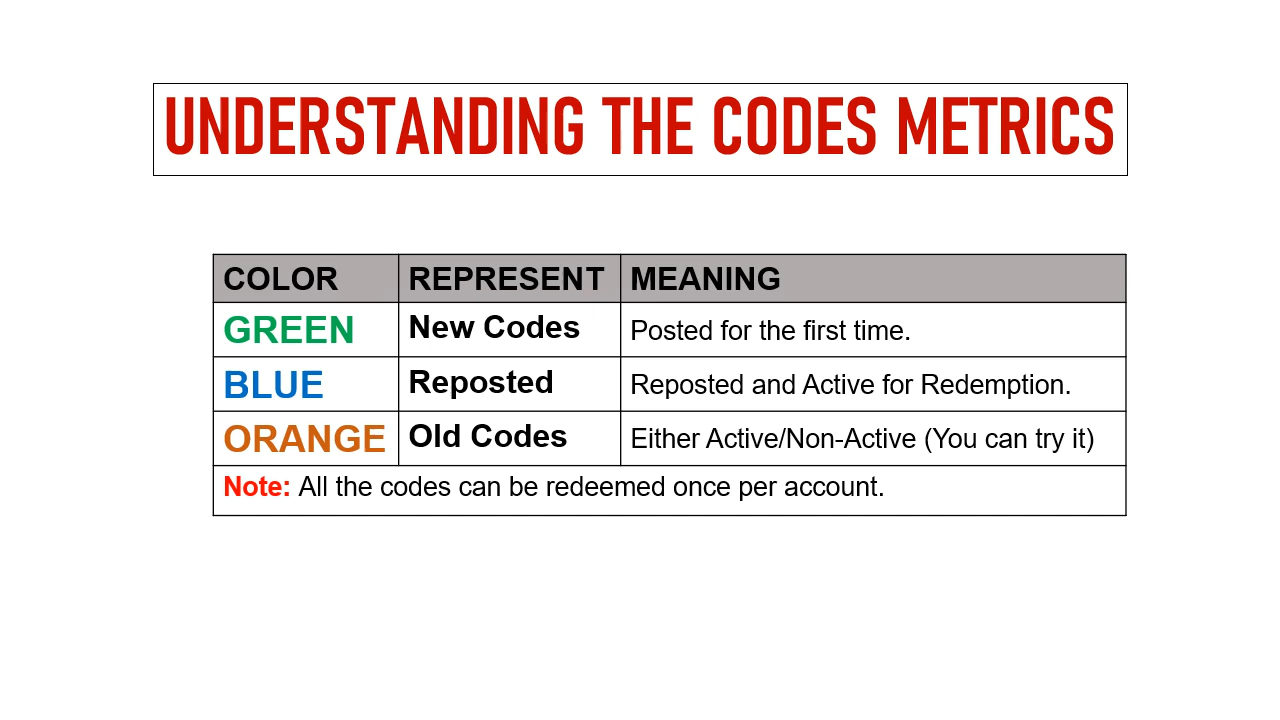 UNDERSTANDING THE CODES METRICS
COLOR REPRESENT MEANING
GREEN New Codes Posted for the first time.
BLUE Reposted Reposted and Active for Redemption.
ORANGE Old Codes Either Active/Non-Active (You can try it)
Note: All the codes can be redeemed once per account.